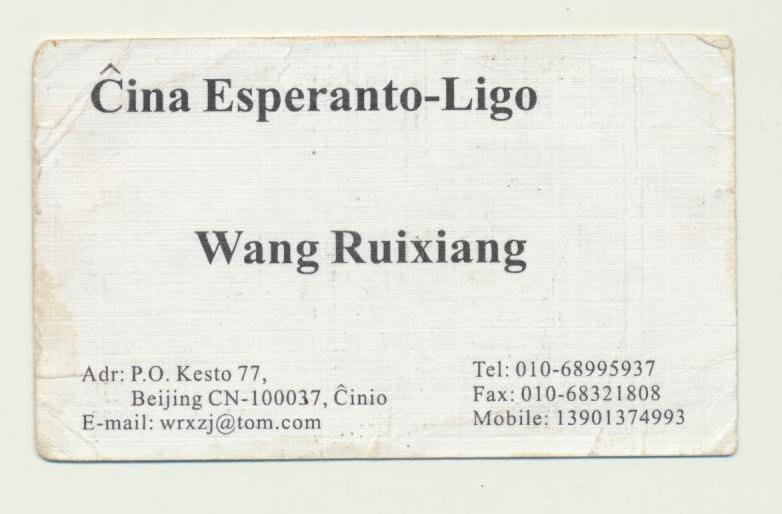 Ĉina Esperanto-Ligo
Wang Ruixiang
Adr: P.O. Kesto 77,
Beijing CN-100037, Ĉinio
E-mail: wrxzj@tom.com
Tel: 010-68995937
Fax: 010-68321808
Mobile: 13901374993